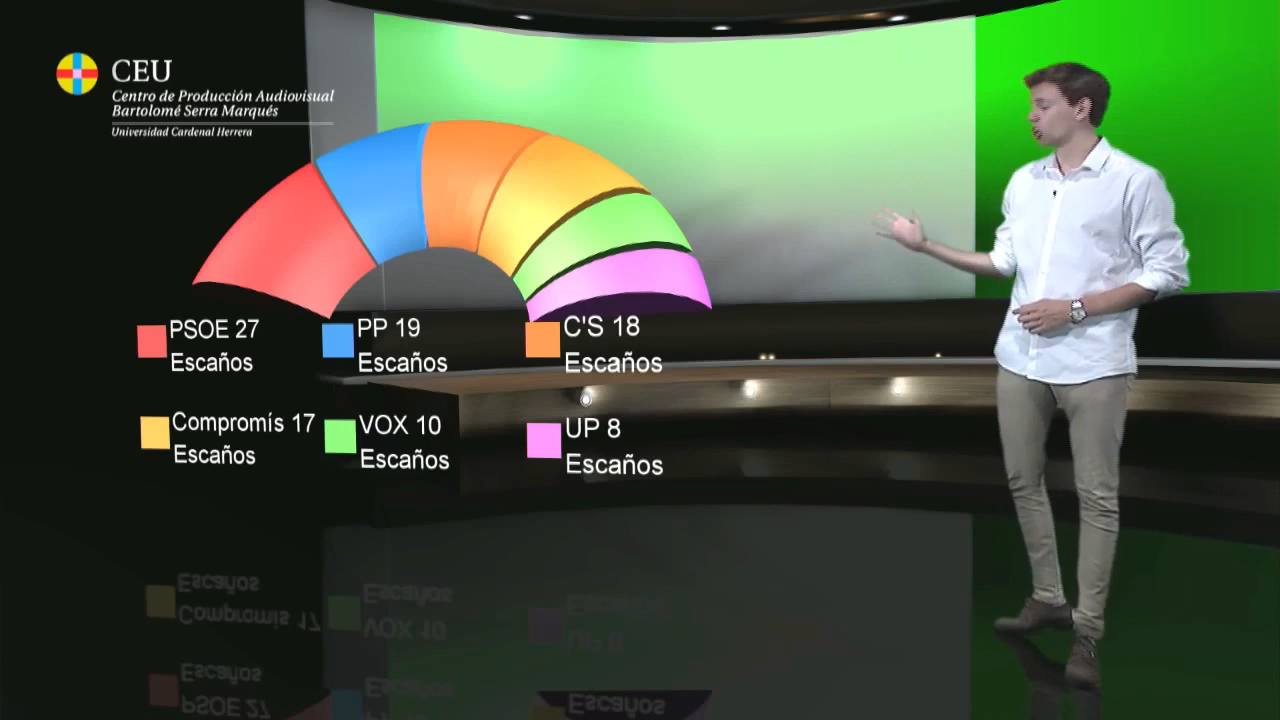 CEU
Centro de Producción Audiovisual
Bartolomé Serra Marqués
Universidad Cardenal Herrera
PSOE 27
Escaños
PP 19
Escaños
C'S 18
Escaños
Compromís 17
Escaños
VOX 10
Escaños
UP 8
Escaños